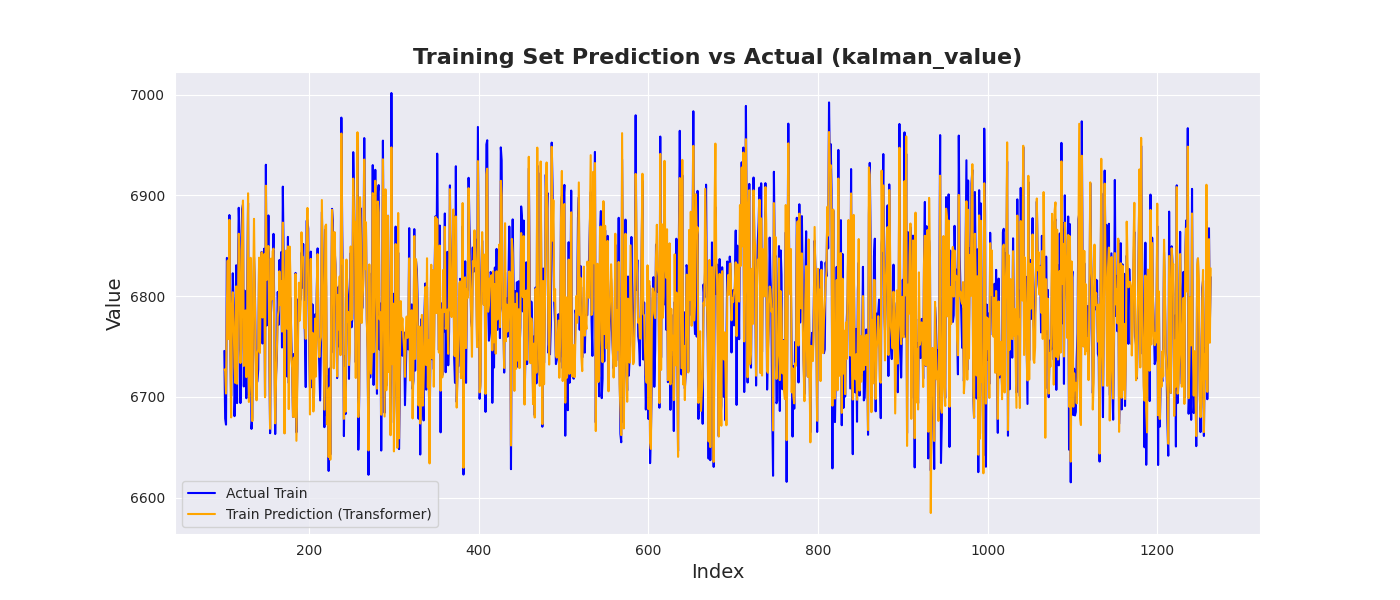 Training Set Prediction vs Actual (kalman_value)
7000
6900
6800
6700
6600
Value
Actual Train
Train Prediction (Transformer)
200
400
600
800
1000
1200
Index